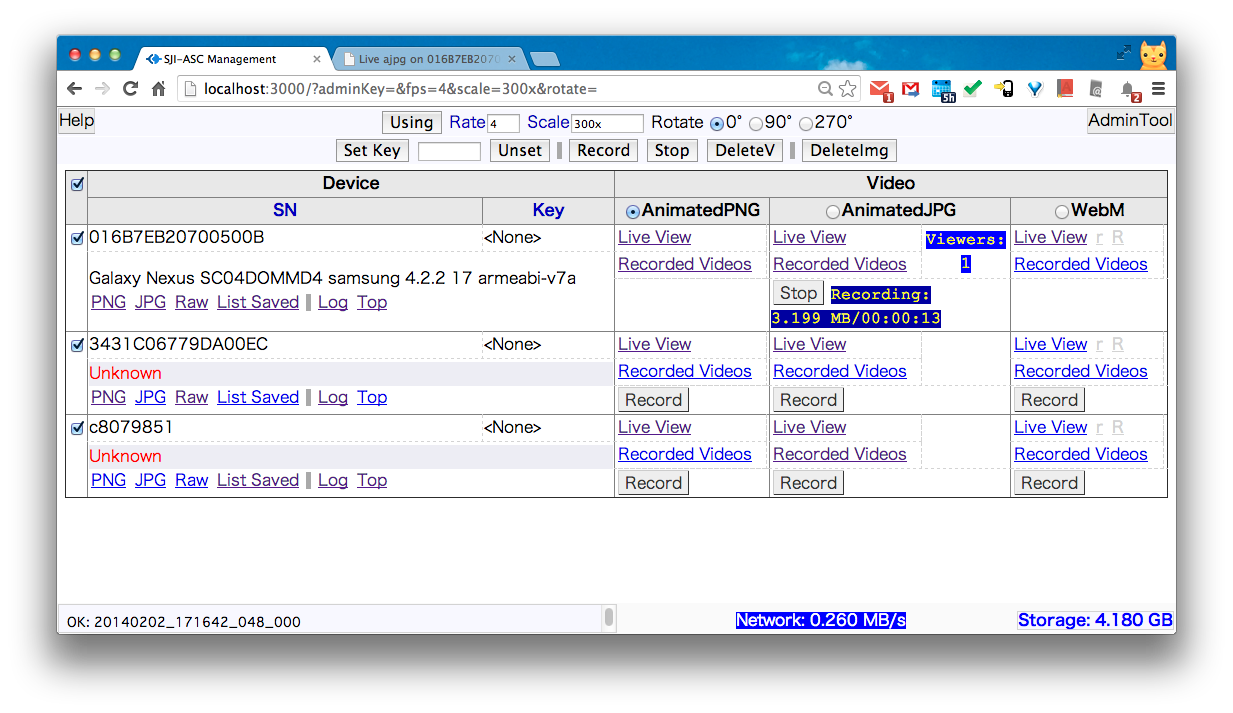 SJI-ASC Management
Live ajpg on 016B7EB2070
localhost:3000/?adminKey=&fps=4&scale=300x&rotate=
1
5h
2
Help
Using Rate 4 Scale 300x Rotate 0° 90° 270°
AdminTool
Set Key Unset Record Stop DeleteV DeleteImg
Device Video
SN Key AnimatedPNG AnimatedJPG WebM
016B7EB20700500B <None> Live View Live View Viewers: Live View r R
Recorded Videos Recorded Videos 1 Recorded Videos
Galaxy Nexus SC04DOMMD4 samsung 4.2.2 17 armeabi-v7a
PNG JPG Raw List Saved Log Top Stop Recording:
3.199 MB/00:00:13
3431C06779DA00EC <None> Live View Live View Live View r R
Unknown Recorded Videos Recorded Videos Recorded Videos
PNG JPG Raw List Saved Log Top Record Record Record
c8079851 <None> Live View Live View Live View r R
Unknown Recorded Videos Recorded Videos Recorded Videos
PNG JPG Raw List Saved Log Top Record Record Record
OK: 20140202_171642_048_000 Network: 0.260 MB/s Storage: 4.180 GB